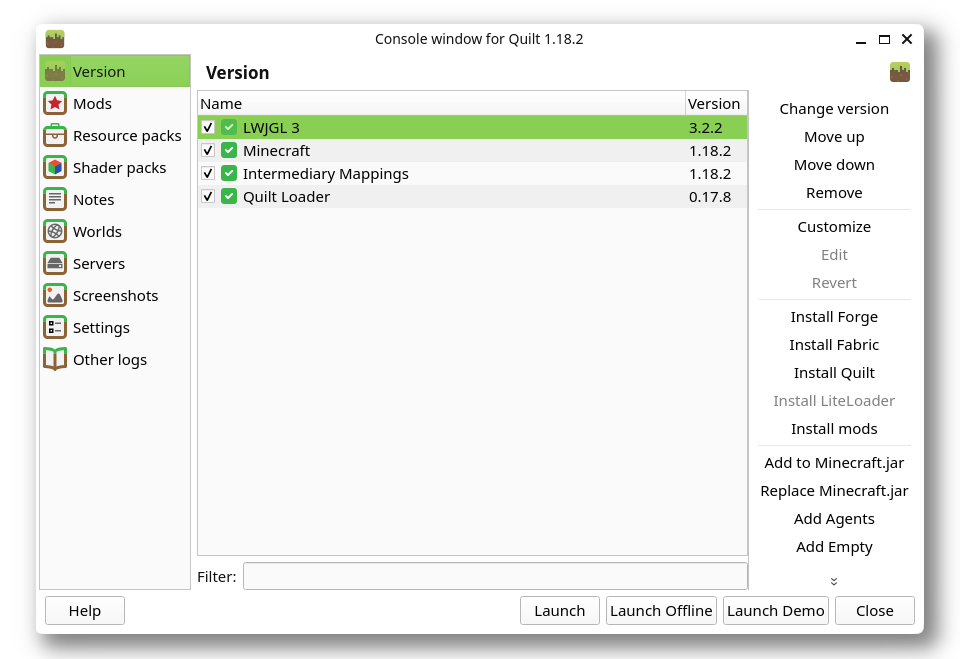 Console window for Quilt 1.18.2
Version
Mods
Resource packs
Shader packs
Notes
Worlds
Servers
Screenshots
Settings
Other logs
Version
Name Version
LWJGL 3 3.2.2
Minecraft 1.18.2
Intermediary Mappings 1.18.2
Quilt Loader 0.17.8
Filter:
Change version
Move up
Move down
Remove
Customize
Edit
Revert
Install Forge
Install Fabric
Install Quilt
Install LiteLoader
Install mods
Add to Minecraft.jar
Replace Minecraft.jar
Add Agents
Add Empty
Help Launch Launch Offline Launch Demo Close